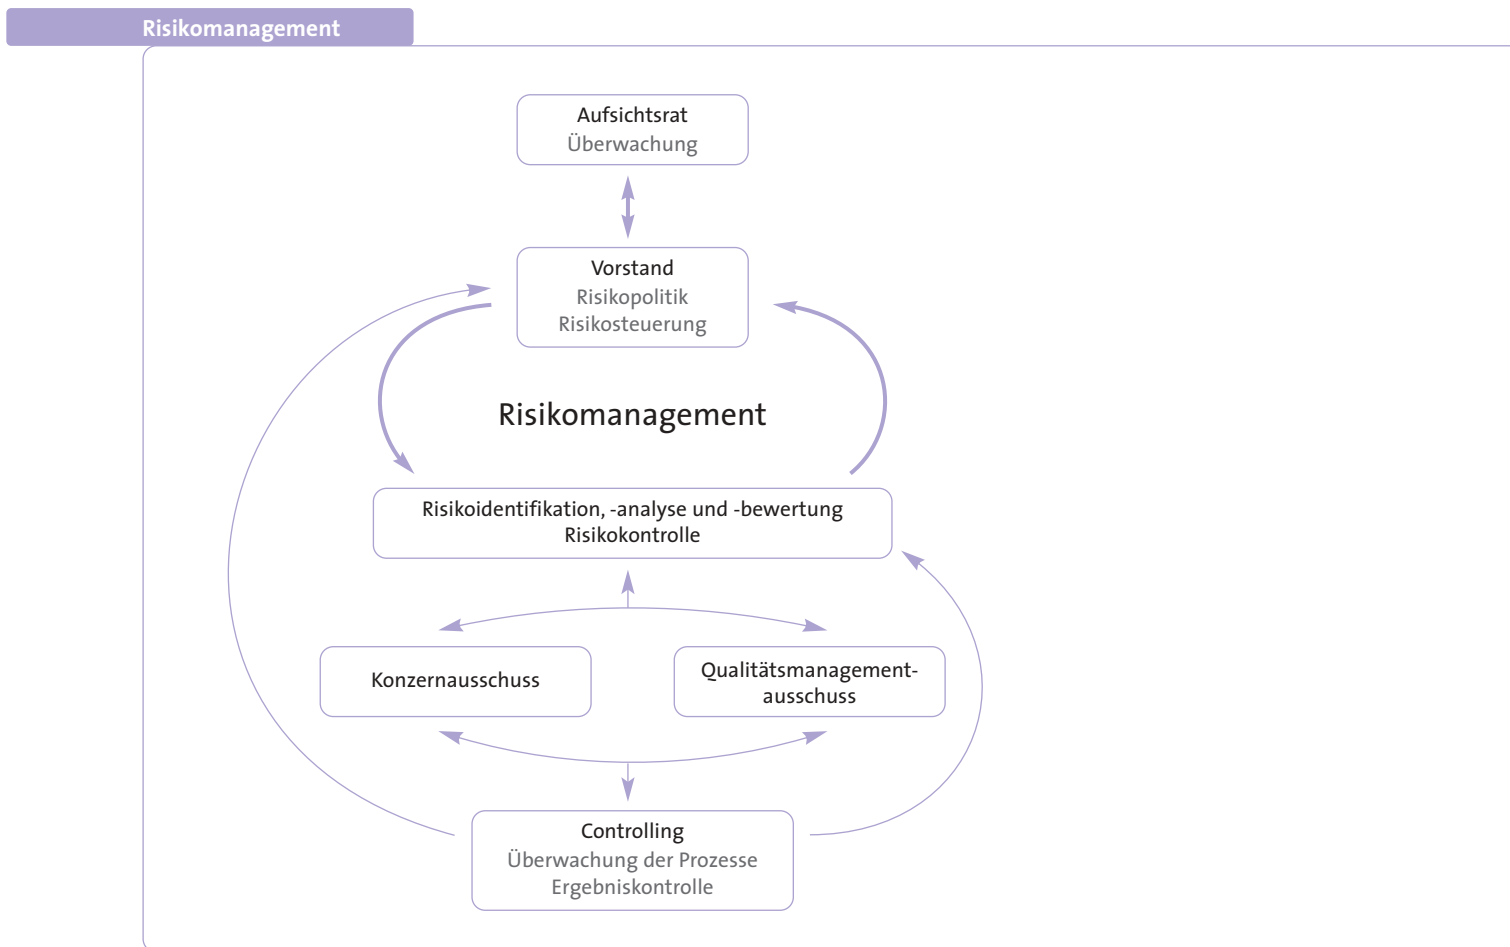 Risikomanagement
Aufsichtsrat
Überwachung
Vorstand
Risikopolitik
Risikosteuerung
Risikomanagement
Risikoidentifikation, -analyse und -bewertung
Risikokontrolle
Konzernausschuss
Qualitätsmanagement-
ausschuss
Controlling
Überwachung der Prozesse
Ergebniskontrolle